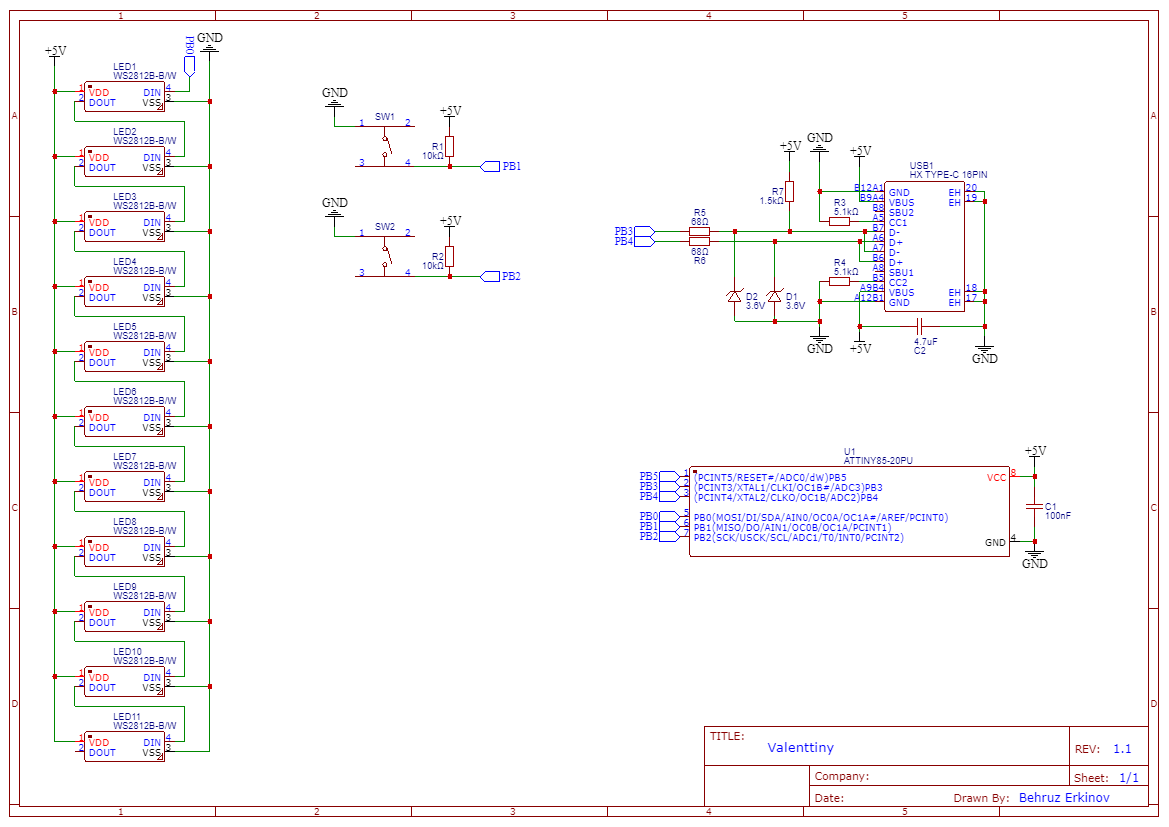 1 2 3 4 5
A
B
C
D
A
B
C
D
1 2 3 4 5
+5V
PB0
GND
LED1
WS2812B-B/W
1 VDD DIN 4
2 DOUT VSS 3
LED2
WS2812B-B/W
1 VDD DIN 4
2 DOUT VSS 3
LED3
WS2812B-B/W
1 VDD DIN 4
2 DOUT VSS 3
LED4
WS2812B-B/W
1 VDD DIN 4
2 DOUT VSS 3
LED5
WS2812B-B/W
1 VDD DIN 4
2 DOUT VSS 3
LED6
WS2812B-B/W
1 VDD DIN 4
2 DOUT VSS 3
LED7
WS2812B-B/W
1 VDD DIN 4
2 DOUT VSS 3
LED8
WS2812B-B/W
1 VDD DIN 4
2 DOUT VSS 3
LED9
WS2812B-B/W
1 VDD DIN 4
2 DOUT VSS 3
LED10
WS2812B-B/W
1 VDD DIN 4
2 DOUT VSS 3
LED11
WS2812B-B/W
1 VDD DIN 4
2 DOUT VSS 3
GND
SW1
1 2
3 4
+5V
R1
10kΩ
PB1
GND
SW2
1 2
3 4
+5V
R2
10kΩ
PB2
+5V
GND
+5V
R7
1.5kΩ
R3
5.1kΩ
R5
68Ω
PB3
PB4
68Ω
R6
R4
5.1kΩ
D2
3.6V
D1
3.6V
GND
+5V
4.7uF
C2
GND
USB1
HX TYPE-C 16PIN
B12A1 GND EH 20
B9A4 VBUS EH 19
B8 SBU2
A5 CC1
B7 D-
A6 D+
A7 D-
B6 D+
A8 SBU1
B5 CC2
A9B4 VBUS EH 18
A12B1 GND EH 17
U1
ATTINY85-20PU
PB5 1 (PCINT5/RESET#/ADC0/dW)PB5
PB3 2 (PCINT3/XTAL1/CLKI/OC1B#/ADC3)PB3
PB4 3 (PCINT4/XTAL2/CLKO/OC1B/ADC2)PB4
PB0 5 PB0(MOSI/DI/SDA/AIN0/OC0A/OC1A#/AREF/PCINT0)
PB1 6 PB1(MISO/DO/AIN1/OC0B/OC1A/PCINT1)
PB2 7 PB2(SCK/USCK/SCL/ADC1/T0/INT0/PCINT2)
VCC 8
GND 4
+5V
C1
100nF
GND
TITLE:
Valenttiny
REV: 1.1
Company:
Sheet: 1/1
Date:
Drawn By: Behruz Erkinov